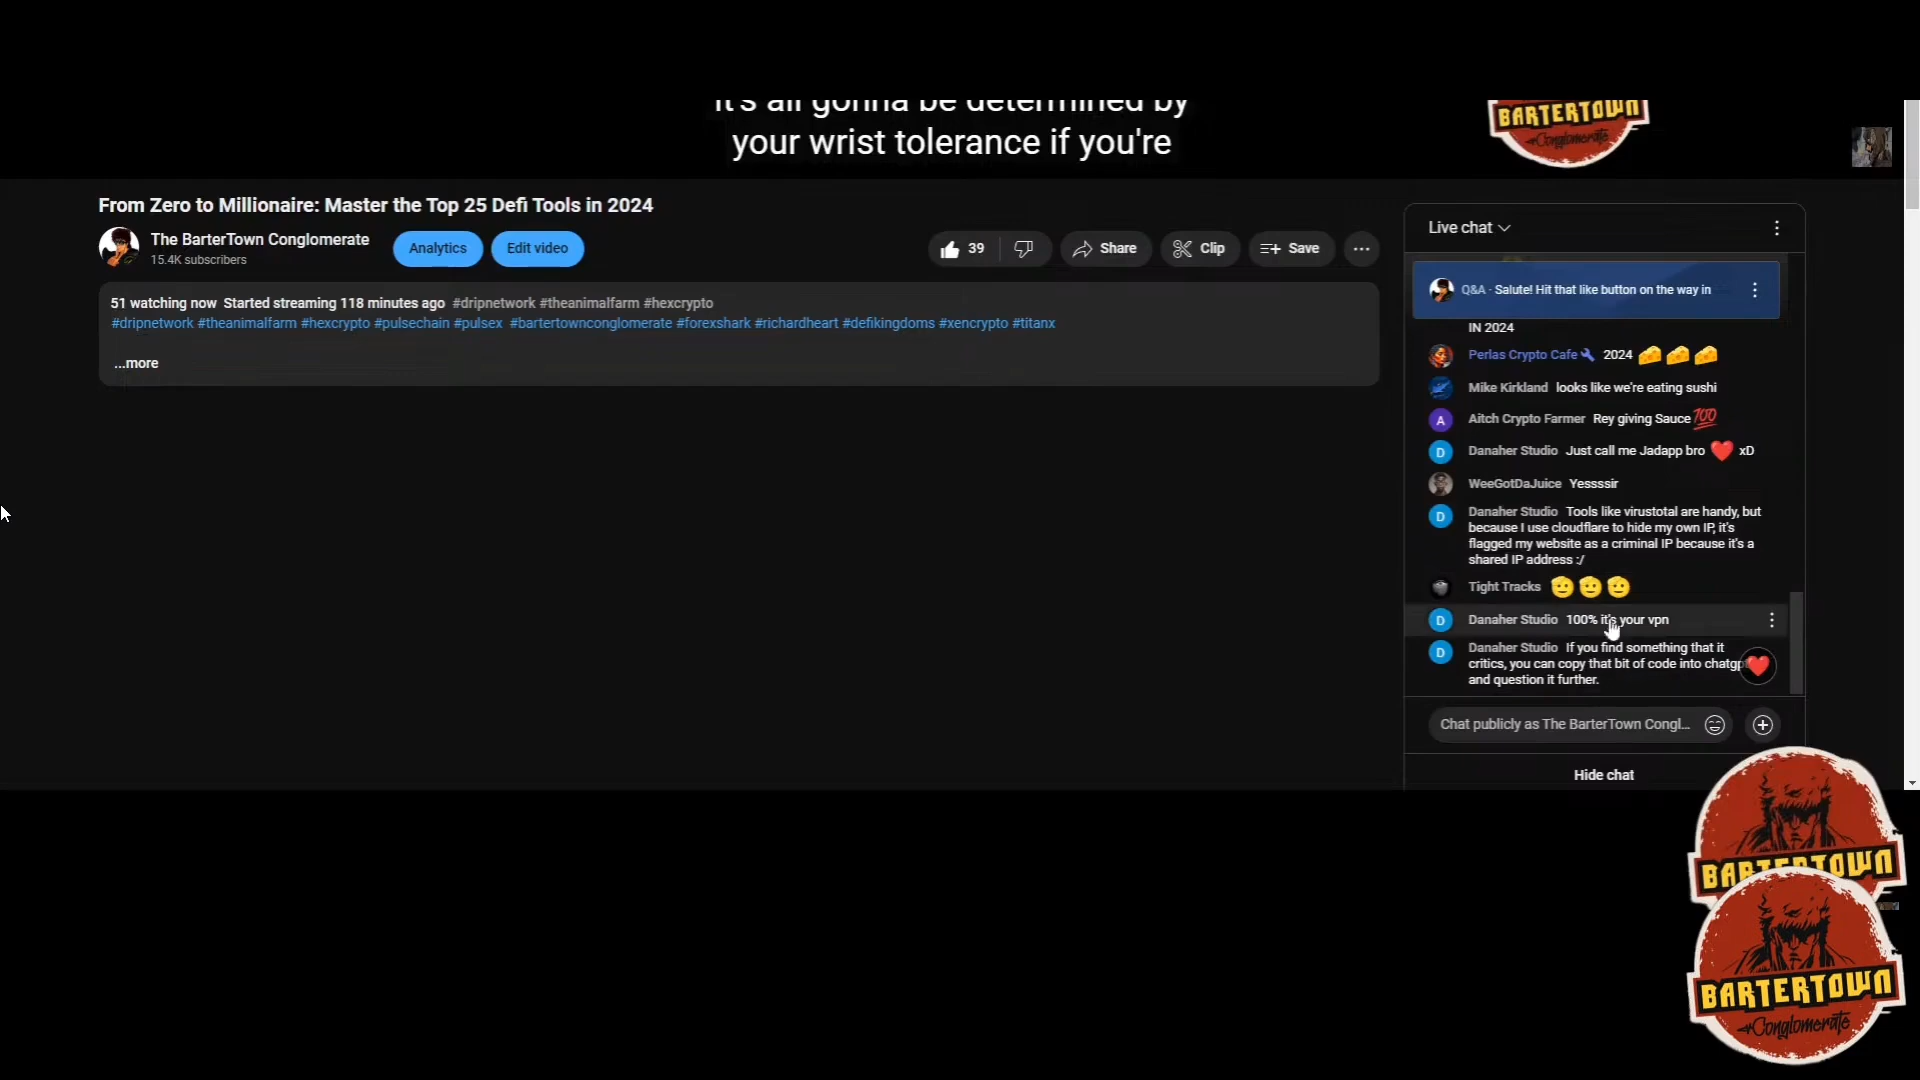 it's all gonna be determined by
your wrist tolerance if you're
BARTERTOWN
Conglomerate
From Zero to Millionaire: Master the Top 25 Defi Tools in 2024
The BarterTown Conglomerate
15.4K subscribers
Analytics
Edit video
39
Share
Clip
Save
51 watching now Started streaming 118 minutes ago #dripnetwork #theanimalfarm #hexcrypto
#dripnetwork #theanimalfarm #hexcrypto #pulsechain #pulsex #bartertownconglomerate #forexshark #richardheart #defikingdoms #xencrypto #titanx
...more
Live chat
Q&A · Salute! Hit that like button on the way in
IN 2024
Perlas Crypto Cafe 2024 🧀🧀🧀
Mike Kirkland looks like we're eating sushi
A
Aitch Crypto Farmer Rey giving Sauce 💯
D
Danaher Studio Just call me Jadapp bro ❤️ xD
WeeGotDaJuice Yessssir
D
Danaher Studio Tools like virustotal are handy, but
because I use cloudflare to hide my own IP, it's
flagged my website as a criminal IP because it's a
shared IP address :/
Tight Tracks 🫡🫡🫡
D
Danaher Studio 100% it's your vpn
D
Danaher Studio If you find something that it
critics, you can copy that bit of code into
and question it further.
Chat publicly as The BarterTown Congl...
Hide chat
BARTERTOWN
BARTERTOWN
Conglomerate